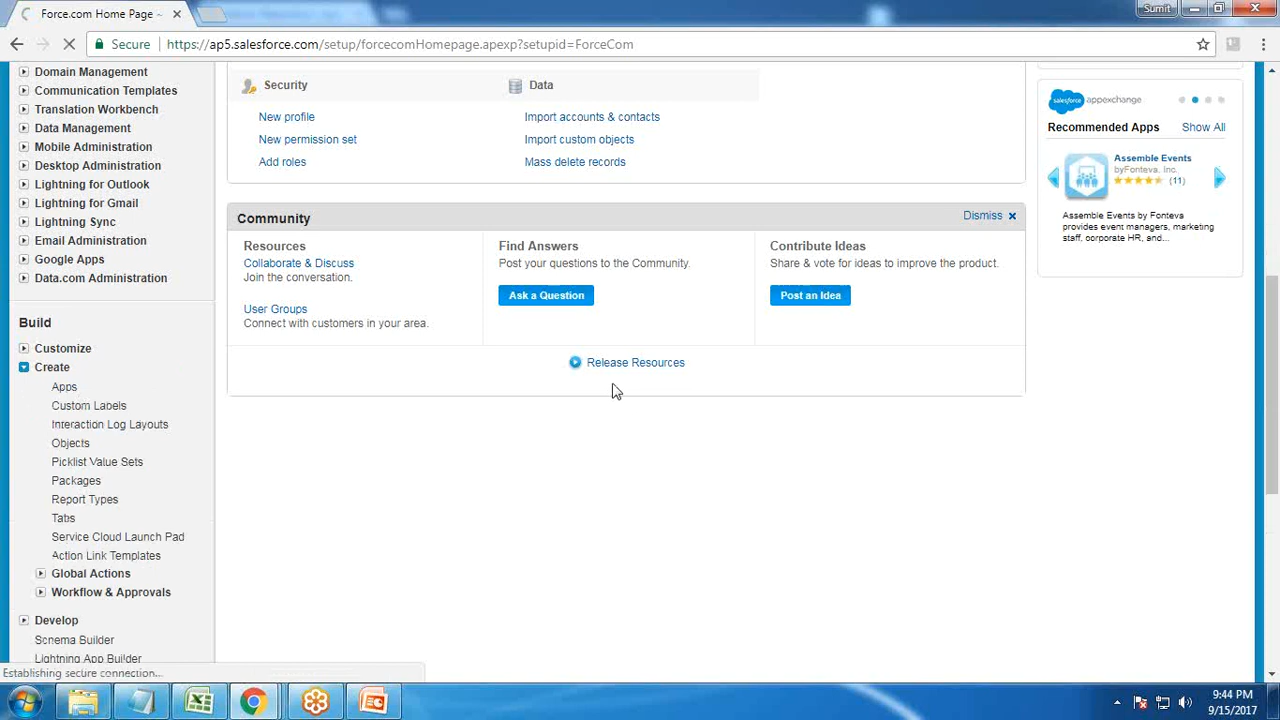 Force.com Home Page ~
Sumit
Secure
https://ap5.salesforce.com/setup/forcecomHomepage.apexp?setupid=ForceCom
Domain Management
Communication Templates
Translation Workbench
Data Management
Mobile Administration
Desktop Administration
Lightning for Outlook
Lightning for Gmail
Lightning Sync
Email Administration
Google Apps
Data.com Administration
Build
Customize
Create
Apps
Custom Labels
Interaction Log Layouts
Objects
Picklist Value Sets
Packages
Report Types
Tabs
Service Cloud Launch Pad
Action Link Templates
Global Actions
Workflow & Approvals
Develop
Schema Builder
Lightning App Builder
Establishing secure connection...
Security
New profile
New permission set
Add roles
Data
Import accounts & contacts
Import custom objects
Mass delete records
Community
Dismiss
Resources
Collaborate & Discuss
Join the conversation.
User Groups
Connect with customers in your area.
Find Answers
Post your questions to the Community.
Ask a Question
Contribute Ideas
Share & vote for ideas to improve the product.
Post an Idea
Release Resources
salesforce appexchange
Recommended Apps
Show All
Assemble Events
byFonteva. Inc.
(11)
Assemble Events by Fonteva
provides event managers, marketing
staff, corporate HR, and...
9:44 PM
9/15/2017